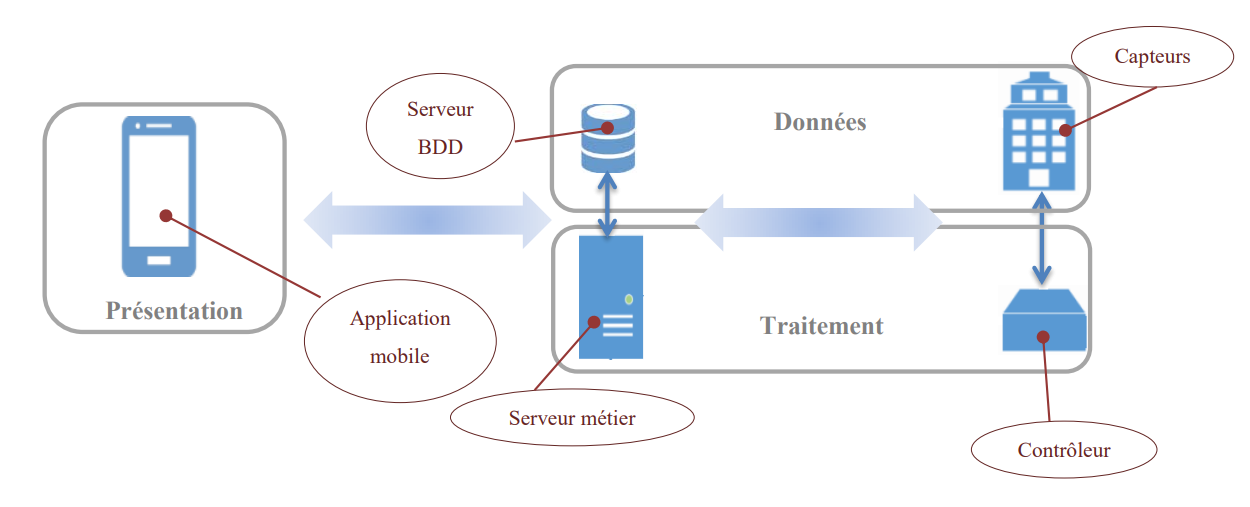 Capteurs
Serveur
BDD
Données
Présentation
Application
mobile
Traitement
Serveur métier
Contrôleur